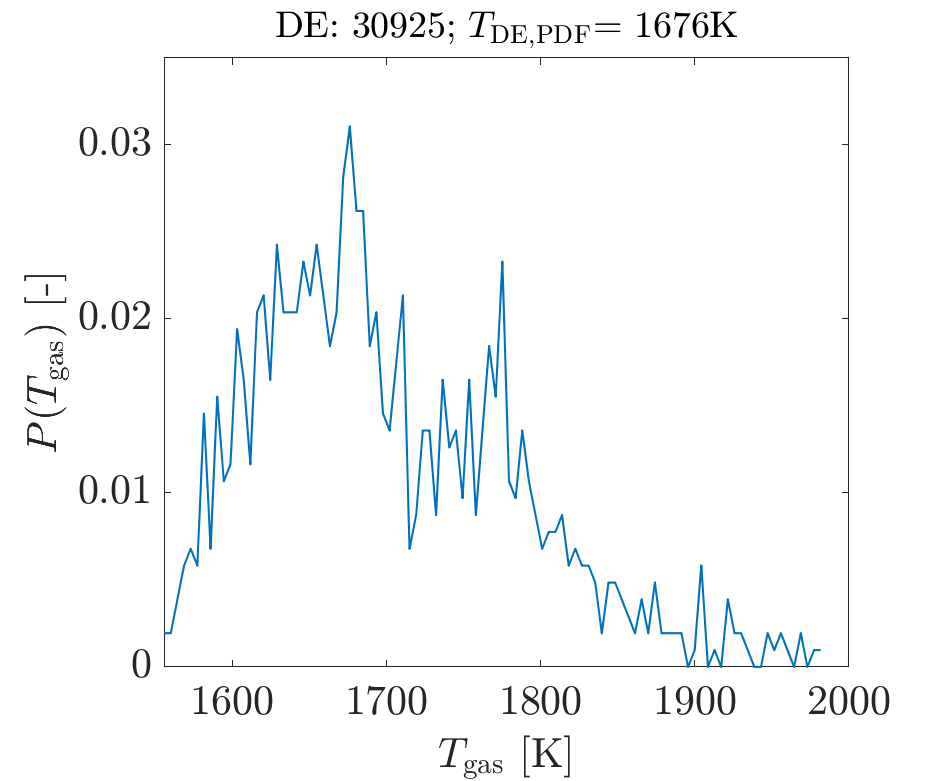 DE: 30925; T_DE,PDF= 1676K
0.03
0.02
0.01
0
P(T_gas) [-]
1600 1700 1800 1900 2000
T_gas [K]